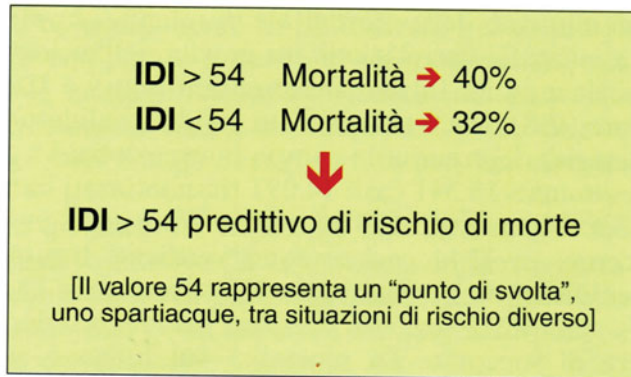 IDI > 54 Mortalità → 40%
IDI < 54 Mortalità → 32%
IDI > 54 predittivo di rischio di morte
[Il valore 54 rappresenta un “punto di svolta”,
uno spartiacque, tra situazioni di rischio diverso]